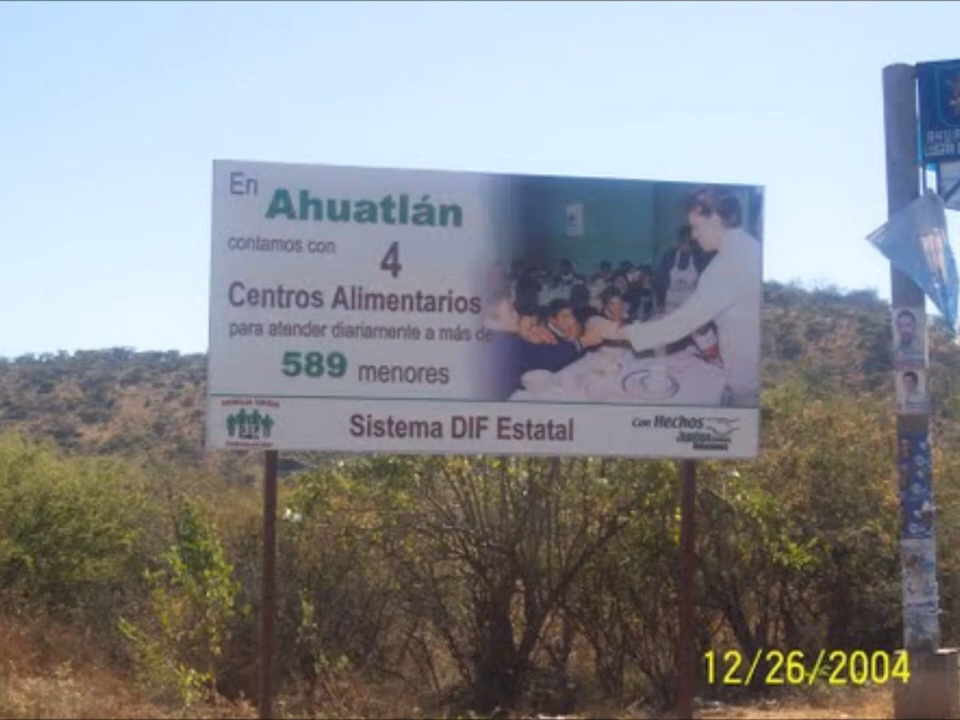 En
Ahuatlán
contamos con
4
Centros Alimentarios
para atender diariamente a más de
589 menores
Sistema DIF Estatal
Con Hechos
12/26/2004